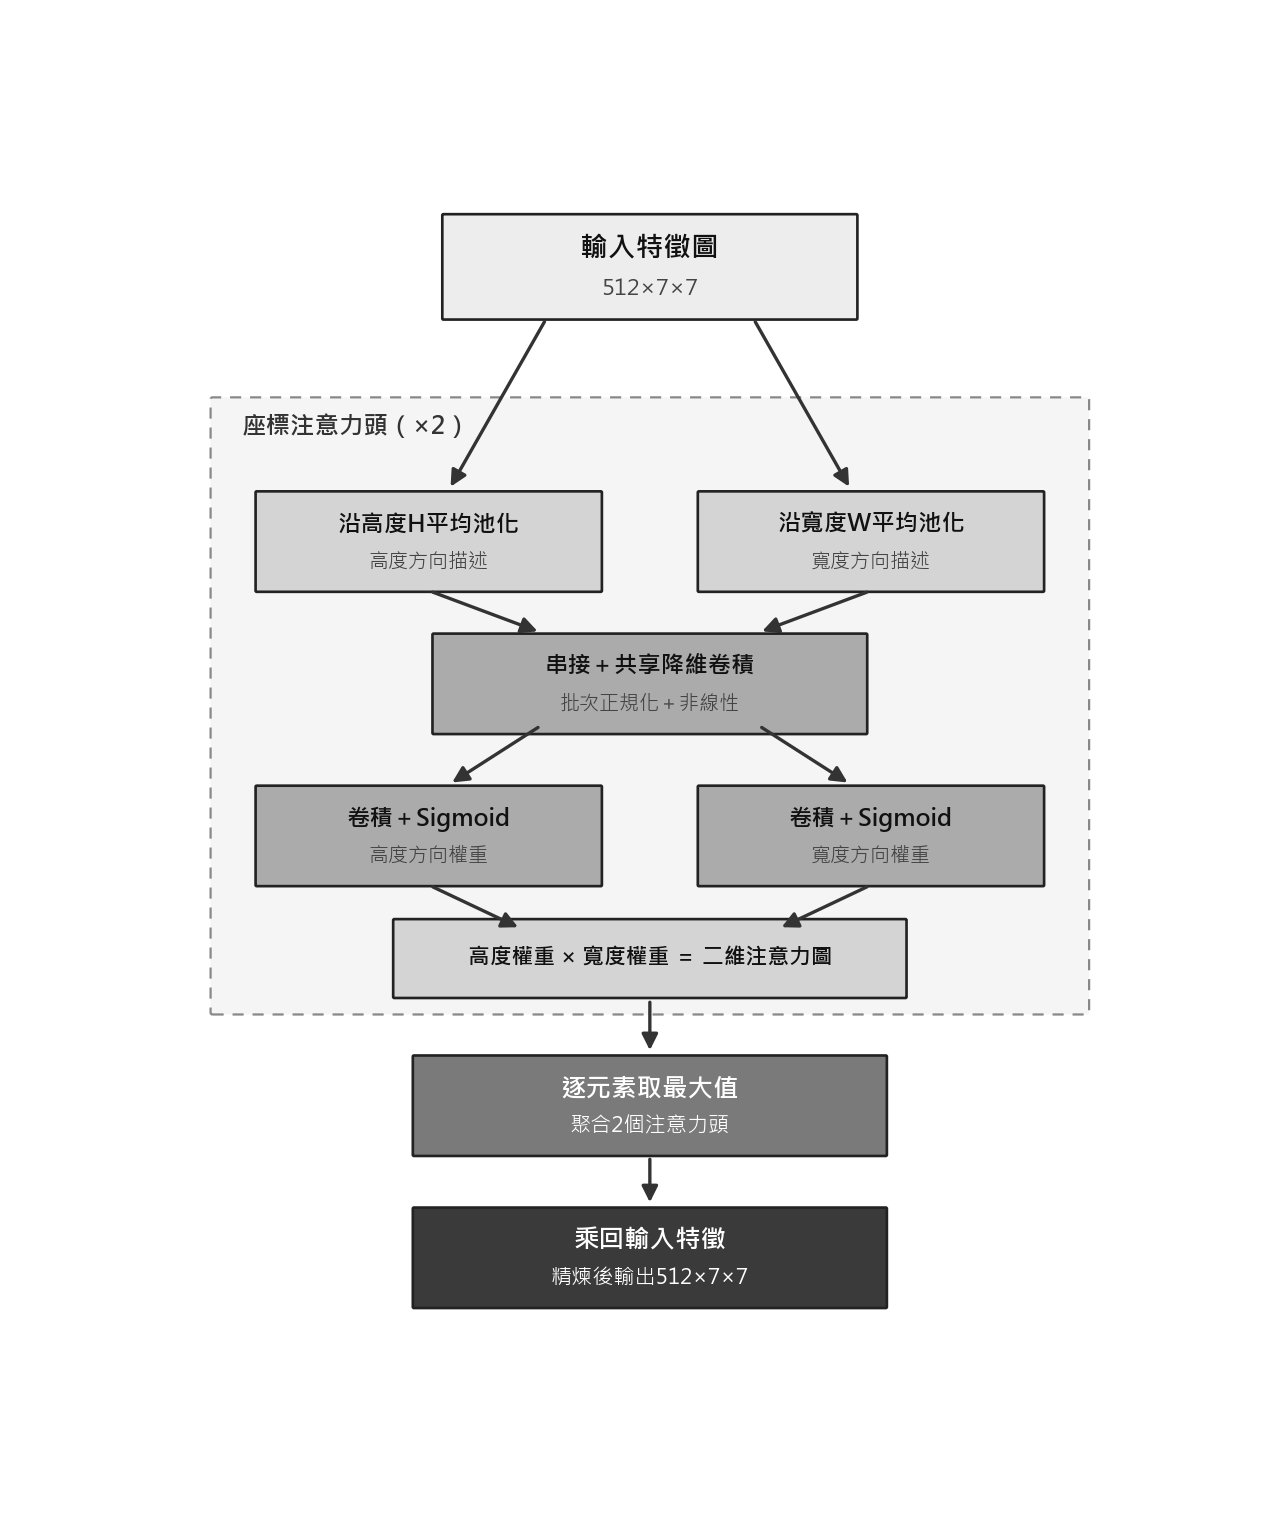 輸入特徵圖
512×7×7
座標注意力頭（×2）
沿高度H平均池化
高度方向描述
沿寬度W平均池化
寬度方向描述
串接＋共享降維卷積
批次正規化＋非線性
卷積＋Sigmoid
高度方向權重
卷積＋Sigmoid
寬度方向權重
高度權重 × 寬度權重 ＝ 二維注意力圖
逐元素取最大值
聚合2個注意力頭
乘回輸入特徵
精煉後輸出512×7×7